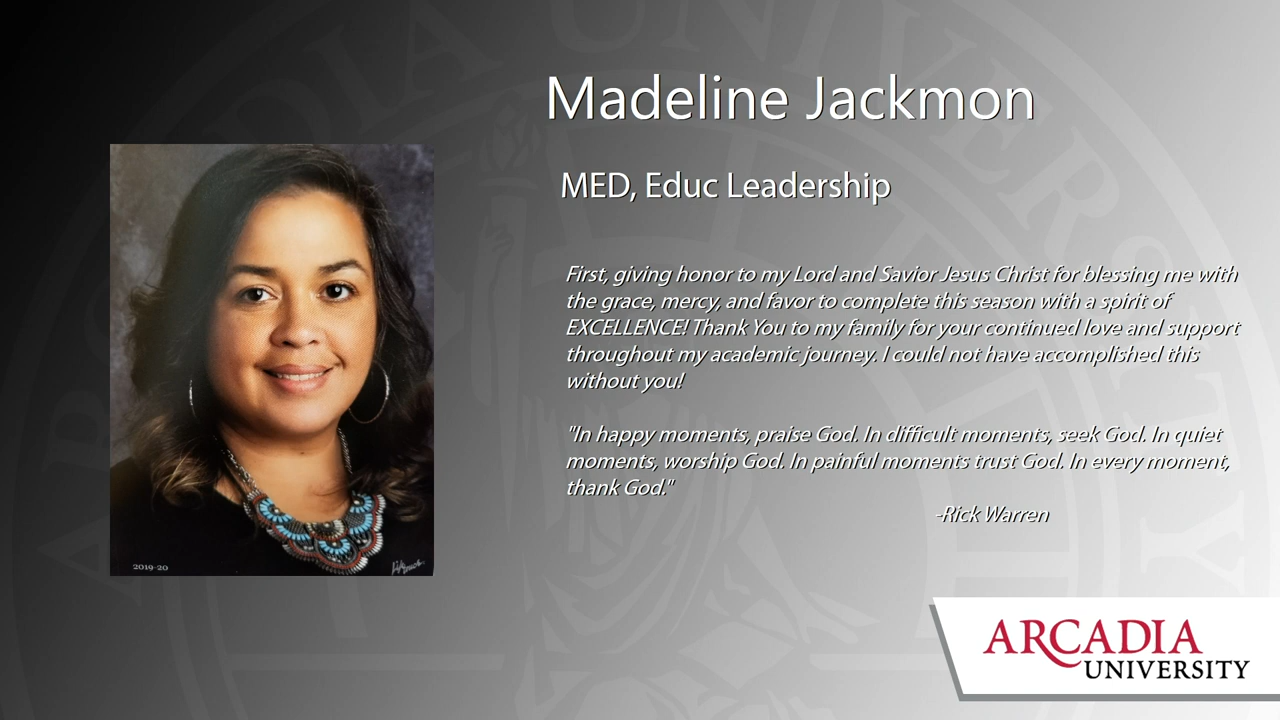 Madeline Jackmon
MED, Educ Leadership
First, giving honor to my Lord and Savior Jesus Christ for blessing me with
the grace, mercy, and favor to complete this season with a spirit of
EXCELLENCE! Thank You to my family for your continued love and support
throughout my academic journey. I could not have accomplished this
without you!
"In happy moments, praise God. In difficult moments, seek God. In quiet
moments, worship God. In painful moments trust God. In every moment,
thank God."
-Rick Warren
2019-20
ARCADIA
UNIVERSITY